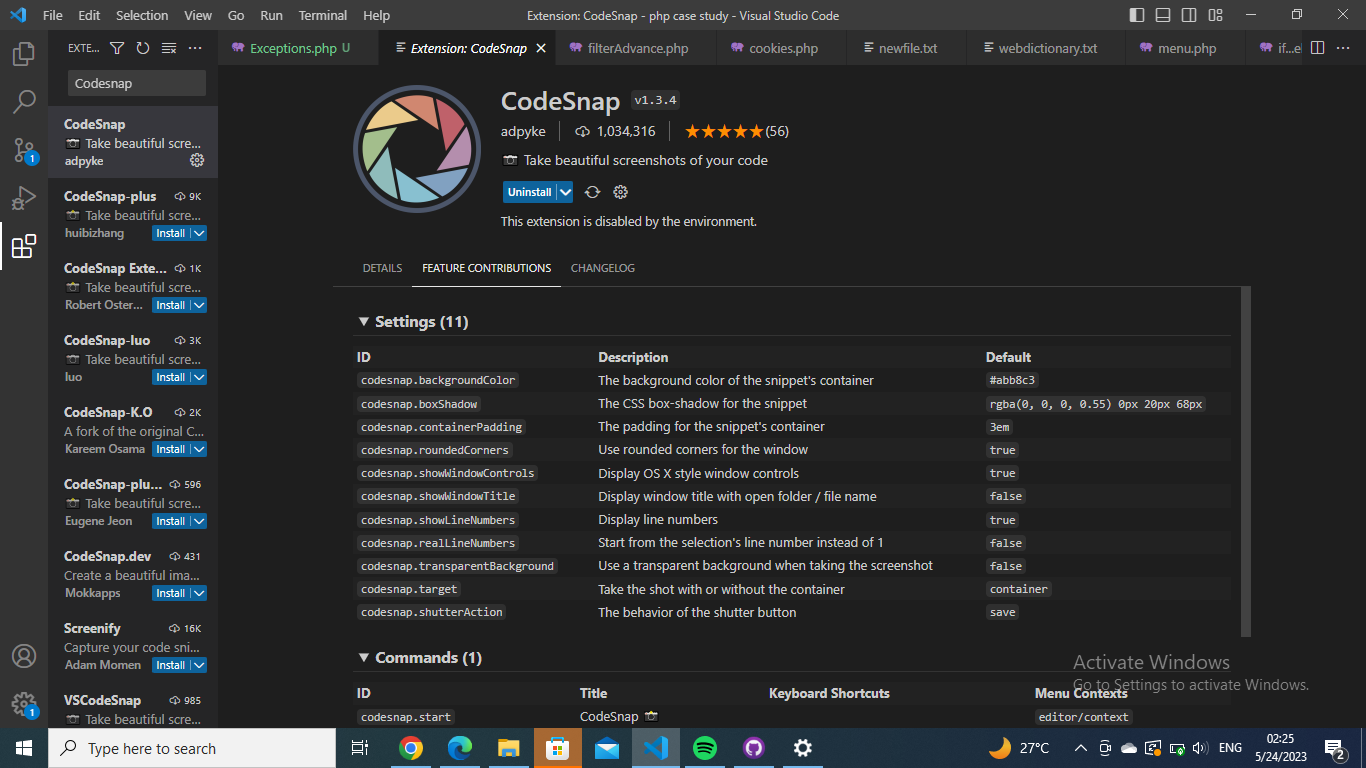 File Edit Selection View Go Run Terminal Help
Extension: CodeSnap - php case study - Visual Studio Code
EXTE...
Exceptions.php U
Extension: CodeSnap
filterAdvance.php
cookies.php
newfile.txt
webdictionary.txt
menu.php
if...el
Codesnap
CodeSnap
Take beautiful scre...
adpyke
CodeSnap-plus 9K
Take beautiful scre...
huibizhang Install
CodeSnap Exte... 1K
Take beautiful scre...
Robert Oster... Install
CodeSnap-luo 3K
Take beautiful scre...
luo Install
CodeSnap-K.O 2K
A fork of the original C...
Kareem Osama Install
CodeSnap-plu... 596
Take beautiful scre...
Eugene Jeon Install
CodeSnap.dev 431
Create a beautiful ima...
Mokkapps Install
Screenify 16K
Capture your code sni...
Adam Momen Install
VSCodeSnap 985
Take beautiful scre...
1
1
CodeSnap v1.3.4
adpyke 1,034,316 (56)
Take beautiful screenshots of your code
Uninstall
This extension is disabled by the environment.
DETAILS FEATURE CONTRIBUTIONS CHANGELOG
Settings (11)
ID Description Default
codesnap.backgroundColor The background color of the snippet's container #abb8c3
codesnap.boxShadow The CSS box-shadow for the snippet rgba(0, 0, 0, 0.55) 0px 20px 68px
codesnap.containerPadding The padding for the snippet's container 3em
codesnap.roundedCorners Use rounded corners for the window true
codesnap.showWindowControls Display OS X style window controls true
codesnap.showWindowTitle Display window title with open folder / file name false
codesnap.showLineNumbers Display line numbers true
codesnap.realLineNumbers Start from the selection's line number instead of 1 false
codesnap.transparentBackground Use a transparent background when taking the screenshot false
codesnap.target Take the shot with or without the container container
codesnap.shutterAction The behavior of the shutter button save
Commands (1)
ID Title Keyboard Shortcuts Menu Contexts
codesnap.start CodeSnap editor/context
Activate Windows
Go to Settings to activate Windows.
Type here to search
27°C
ENG
02:25
5/24/2023
2